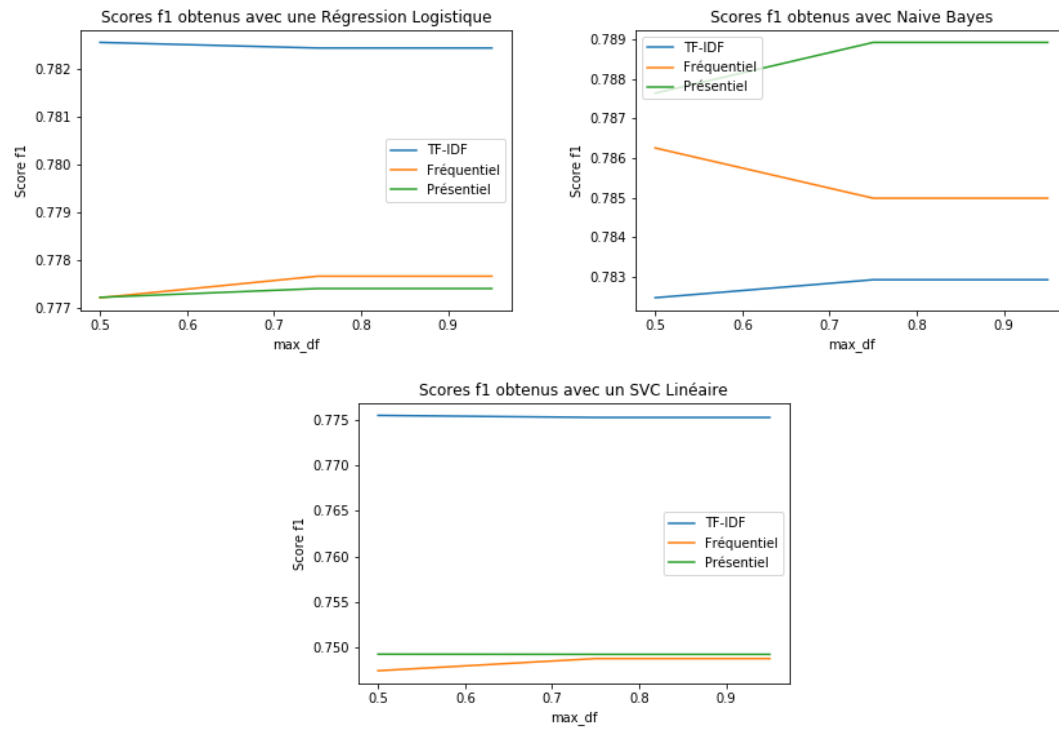 Scores f1 obtenus avec une Régression Logistique
Score f1
0.782
0.781
0.780
0.779
0.778
0.777
TF-IDF
Fréquentiel
Présentiel
0.5 0.6 0.7 0.8 0.9
max_df
Scores f1 obtenus avec Naive Bayes
Score f1
0.789
0.788
0.787
0.786
0.785
0.784
0.783
TF-IDF
Fréquentiel
Présentiel
0.5 0.6 0.7 0.8 0.9
max_df
Scores f1 obtenus avec un SVC Linéaire
Score f1
0.775
0.770
0.765
0.760
0.755
0.750
TF-IDF
Fréquentiel
Présentiel
0.5 0.6 0.7 0.8 0.9
max_df